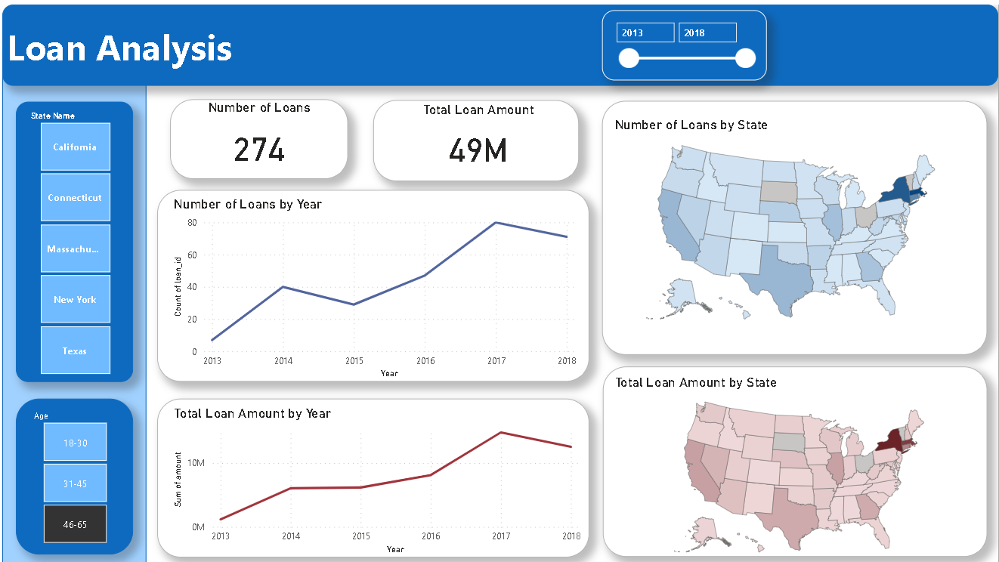 Loan Analysis
2013
2018
State Name
California
Connecticut
Massachu...
New York
Texas
Age
18-30
31-45
46-65
Number of Loans
274
Total Loan Amount
49M
Number of Loans by Year
Count of loan_id
80
60
40
20
0
2013 2014 2015 2016 2017 2018
Year
Total Loan Amount by Year
Sum of amount
10M
0M
2013 2014 2015 2016 2017 2018
Year
Number of Loans by State
Total Loan Amount by State